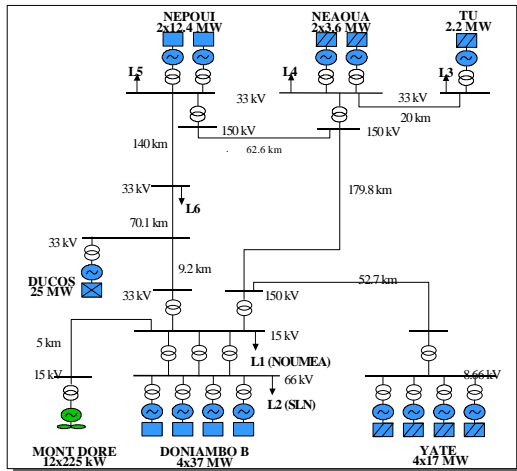 NEPOUI
2x12.4 MW
NEAOUA
2x3.6 MW
TU
2.2 MW
L5
L4
L3
33 kV
33 kV
20 km
150 kV
150 kV
62.6 km
140 km
179.8 km
33 kV
L6
70.1 km
33 kV
DUCOS
25 MW
9.2 km
33 kV
150 kV
52.7 km
5 km
15 kV
L1 (NOUMEA)
15 kV
66 kV
L2 (SLN)
8.66 kV
MONT DORE
12x225 kW
DONIAMBO B
4x37 MW
YATE
4x17 MW